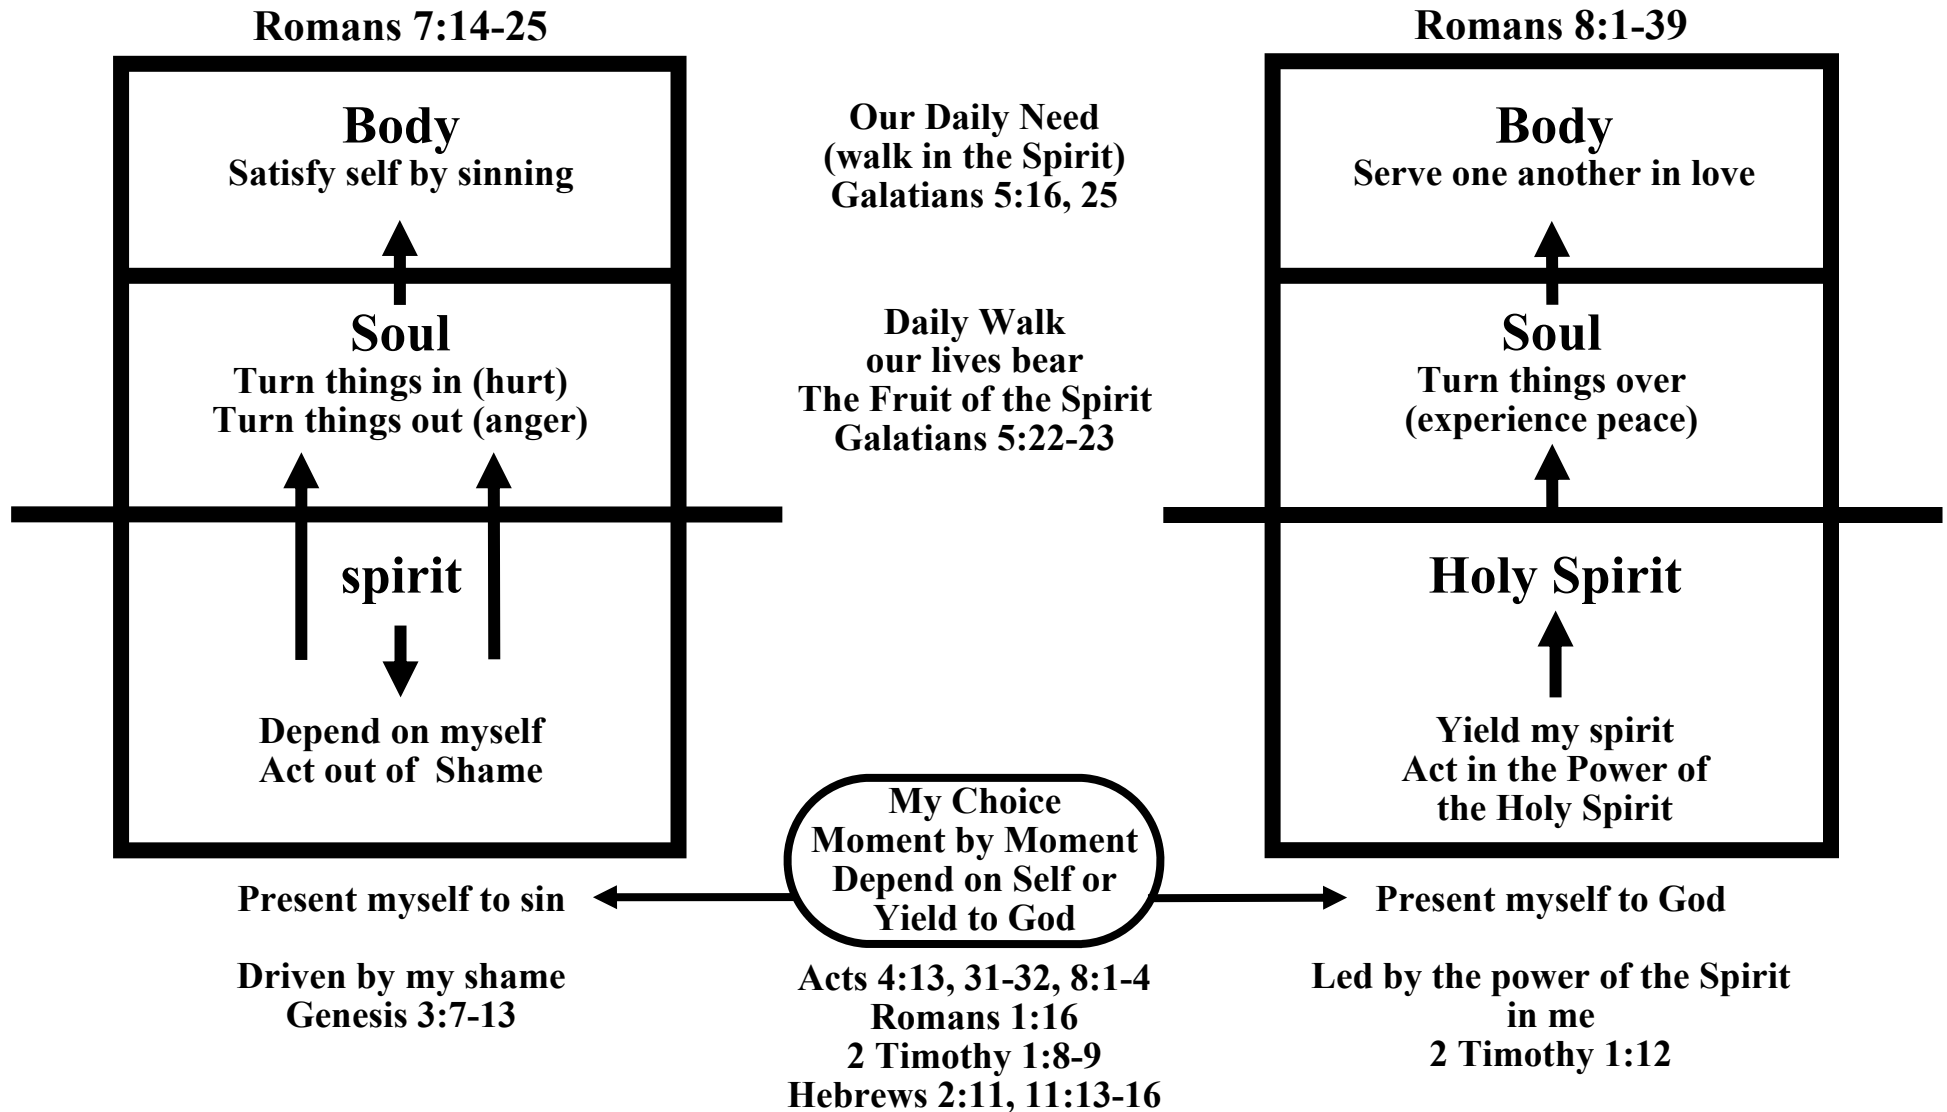 Romans 7:14-25
Body
Satisfy self by sinning
Soul
Turn things in (hurt)
Turn things out (anger)
spirit
Depend on myself
Act out of  Shame
Present myself to sin
Driven by my shame
Genesis 3:7-13
Our Daily Need
(walk in the Spirit)
Galatians 5:16, 25
Daily Walk
our lives bear
The Fruit of the Spirit
Galatians 5:22-23
My Choice
Moment by Moment
Depend on Self or
Yield to God
Acts 4:13, 31-32, 8:1-4
Romans 1:16
2 Timothy 1:8-9
Hebrews 2:11, 11:13-16
Romans 8:1-39
Body
Serve one another in love
Soul
Turn things over
(experience peace)
Holy Spirit
Yield my spirit
Act in the Power of
the Holy Spirit
Present myself to God
Led by the power of the Spirit
in me
2 Timothy 1:12